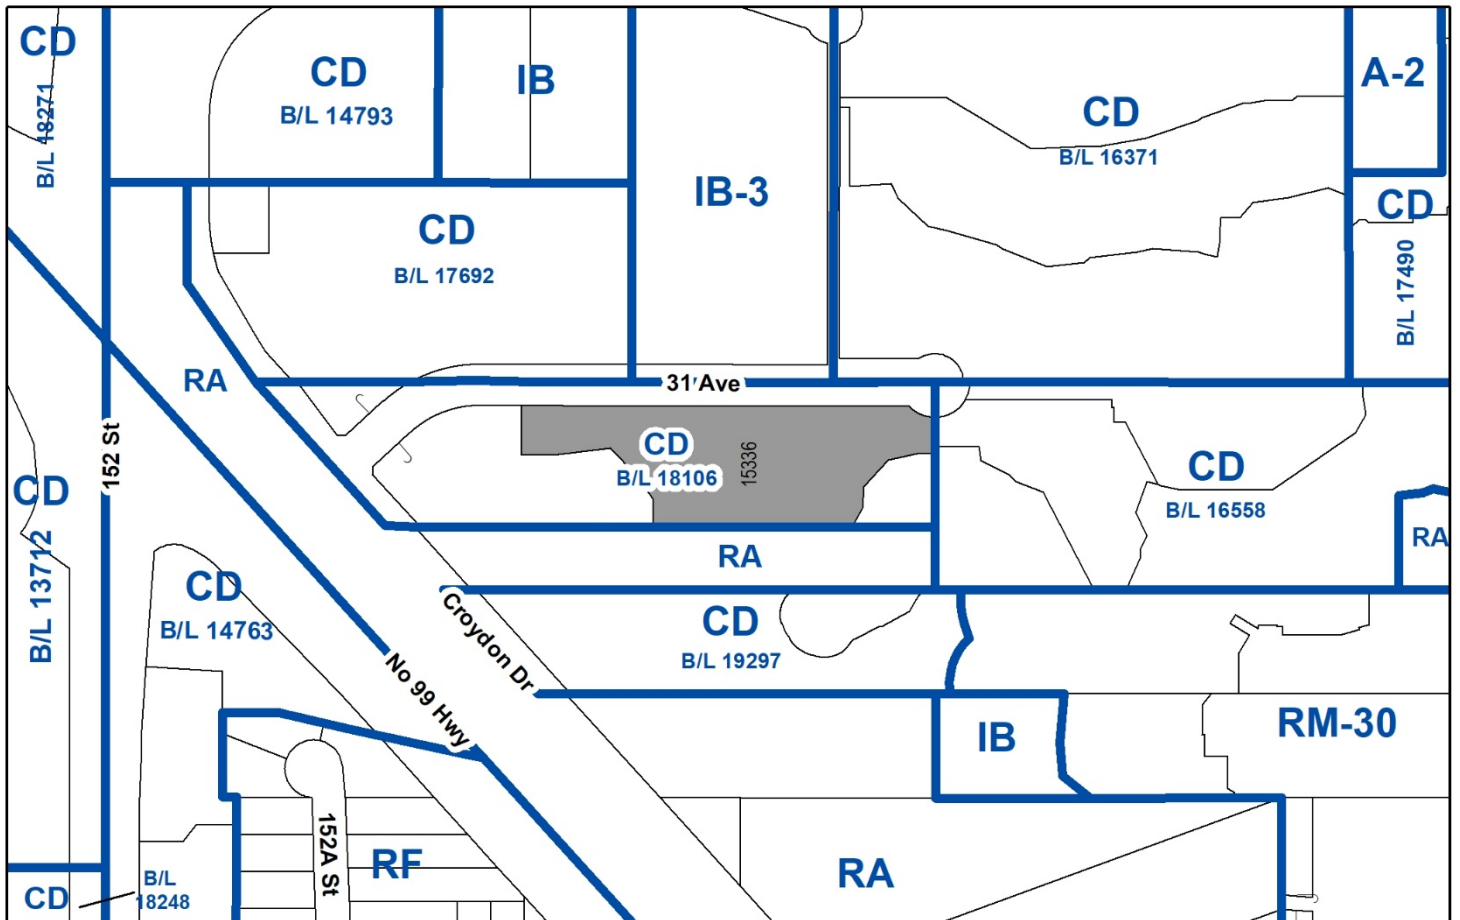 CD
B/L 18271
CD
B/L 14793
IB
IB-3
CD
B/L 16371
A-2
CD
B/L 17490
CD
B/L 17692
RA
31 Ave
152 St
CD
B/L 18106
15336
CD
B/L 16558
RA
CD
B/L 13712
RA
CD
B/L 14763
Croydon Dr
CD
B/L 19297
No 99 Hwy
IB
RM-30
152A St
RF
RA
CD
B/L
18248